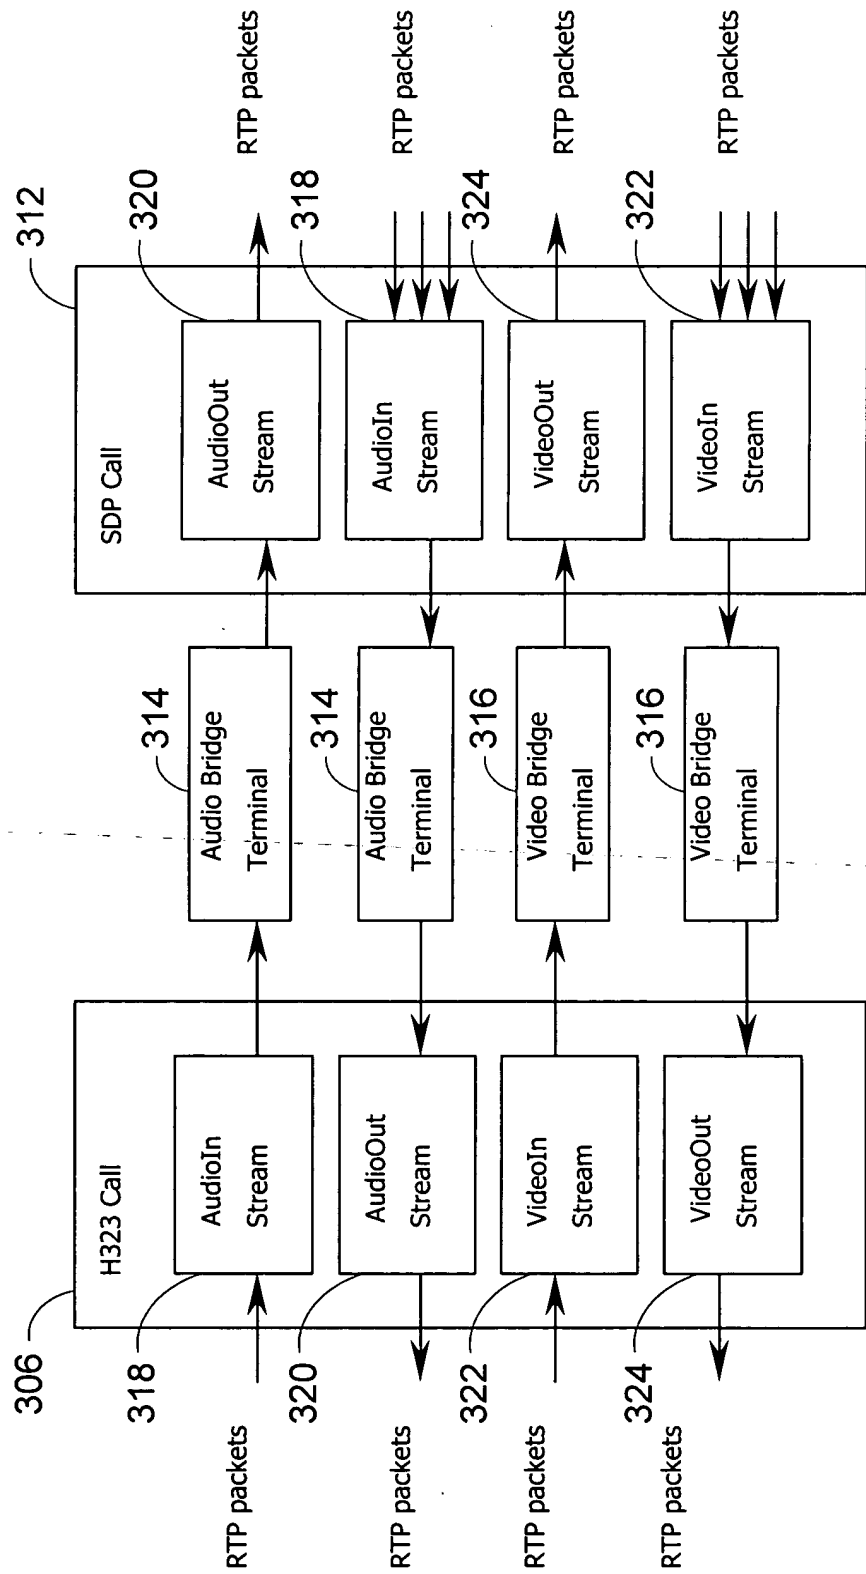 306
H323 Call
312
SDP Call
RTP packets
318
AudioIn
Stream
314
Audio Bridge
Terminal
AudioOut
Stream
320
RTP packets
RTP packets
320
AudioOut
Stream
314
Audio Bridge
Terminal
AudioIn
Stream
318
RTP packets
RTP packets
322
VideoIn
Stream
316
Video Bridge
Terminal
VideoOut
Stream
324
RTP packets
RTP packets
324
VideoOut
Stream
316
Video Bridge
Terminal
VideoIn
Stream
322
RTP packets